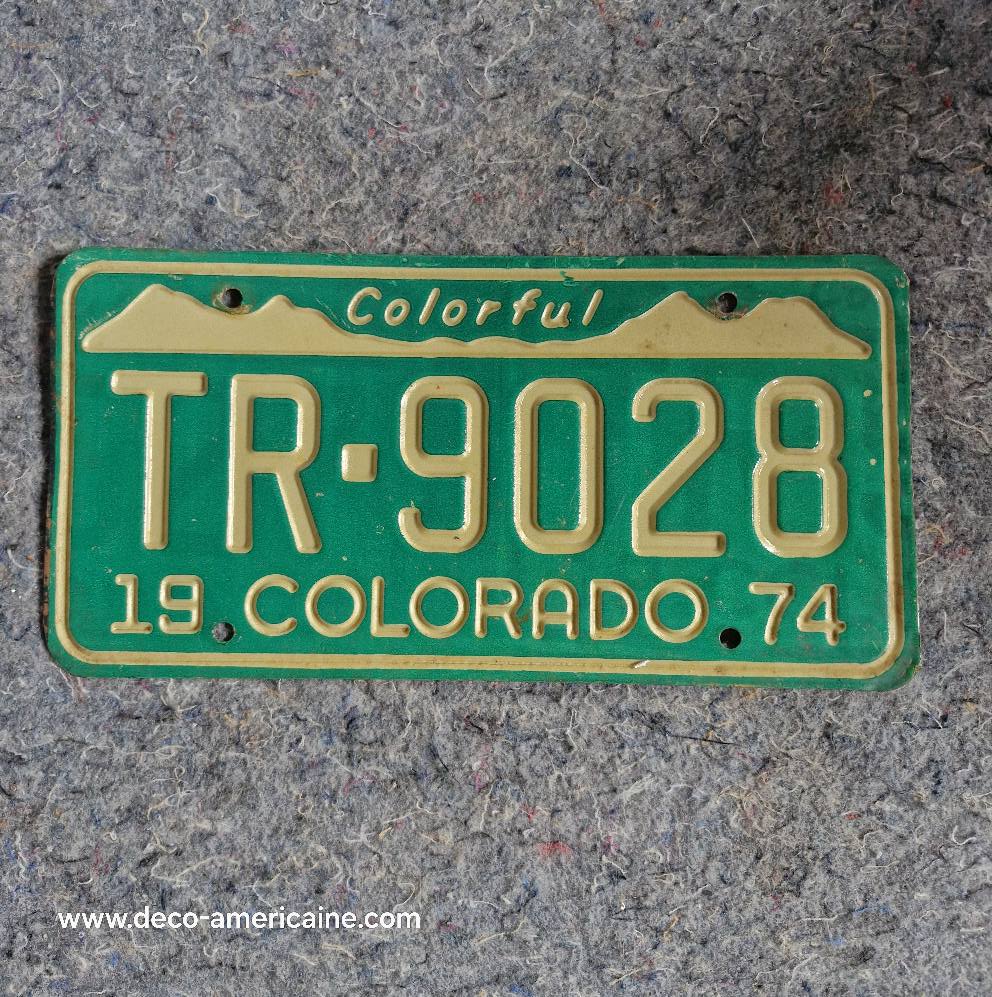 Colorful
TR·9028
19 COLORADO 74
www.deco-americaine.com